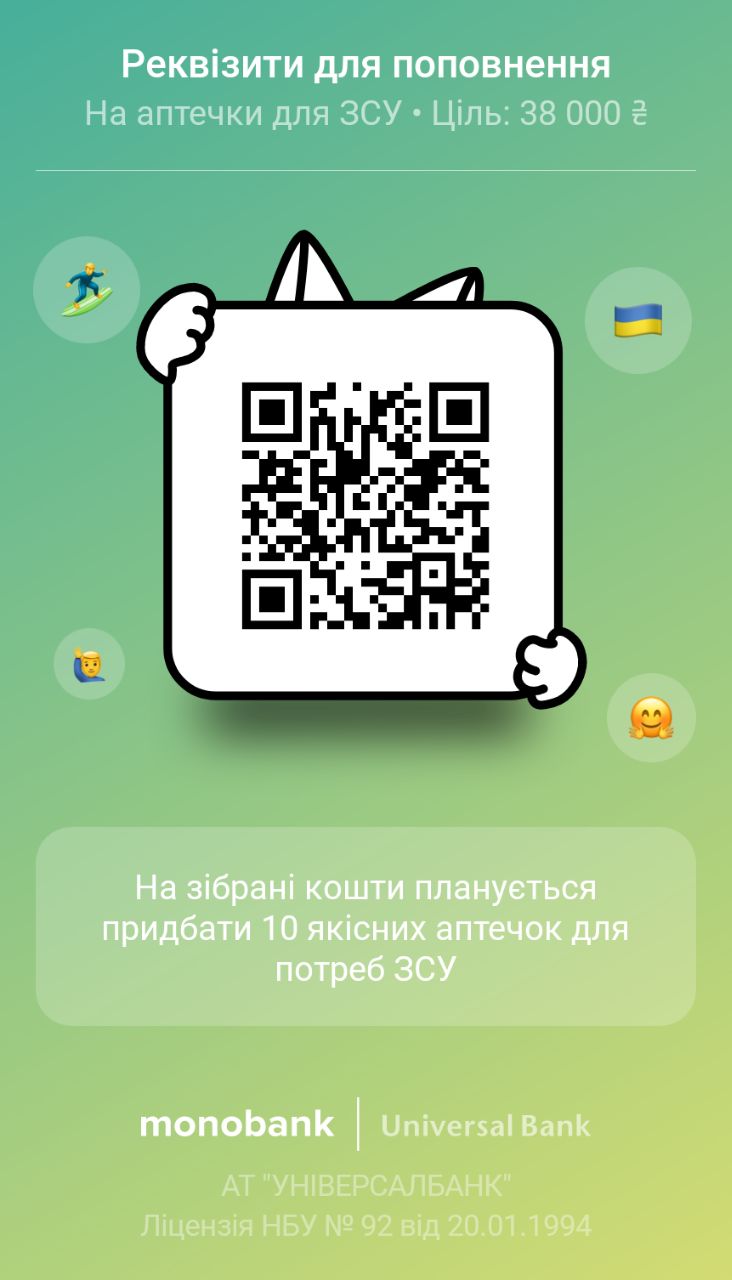 Реквізити для поповнення
На аптечки для ЗСУ • Ціль: 38 000 ₴
На зібрані кошти планується
придбати 10 якісних аптечок для
потреб ЗСУ
monobank | Universal Bank
АТ "УНІВЕРСАЛБАНК"
Ліцензія НБУ № 92 від 20.01.1994